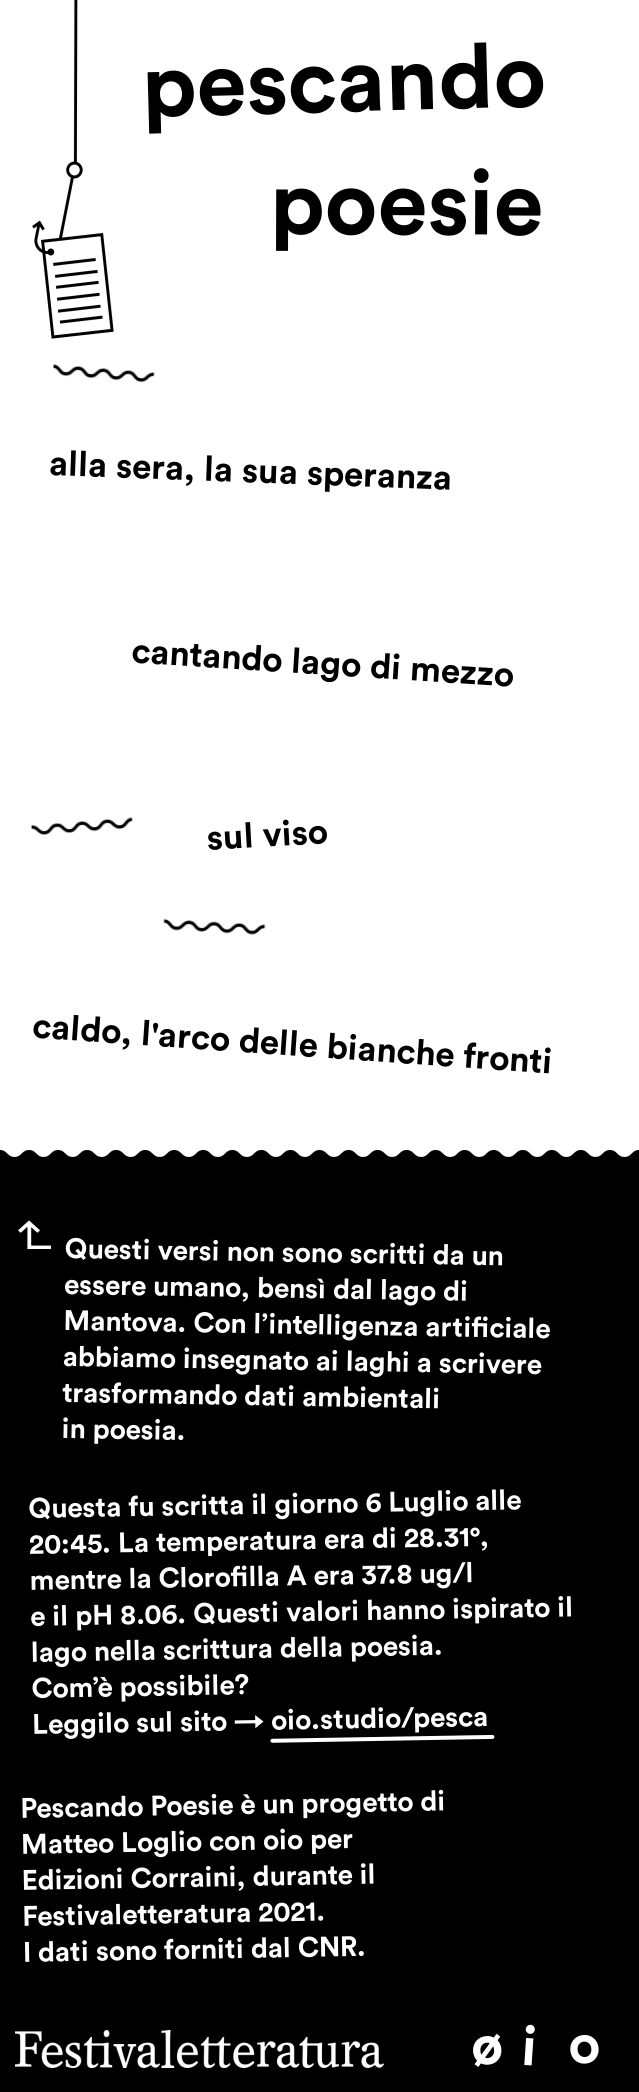 pescando
poesie
alla sera, la sua speranza
cantando lago di mezzo
sul viso
caldo, l'arco delle bianche fronti
Questi versi non sono scritti da un
essere umano, bensì dal lago di
Mantova. Con l’intelligenza artificiale
abbiamo insegnato ai laghi a scrivere
trasformando dati ambientali
in poesia.
Questa fu scritta il giorno 6 Luglio alle
20:45. La temperatura era di 28.31°,
mentre la Clorofilla A era 37.8 ug/l
e il pH 8.06. Questi valori hanno ispirato il
lago nella scrittura della poesia.
Com’è possibile?
Leggilo sul sito → oio.studio/pesca
Pescando Poesie è un progetto di
Matteo Loglio con oio per
Edizioni Corraini, durante il
Festivaletteratura 2021.
I dati sono forniti dal CNR.
Festivaletteratura ø i o